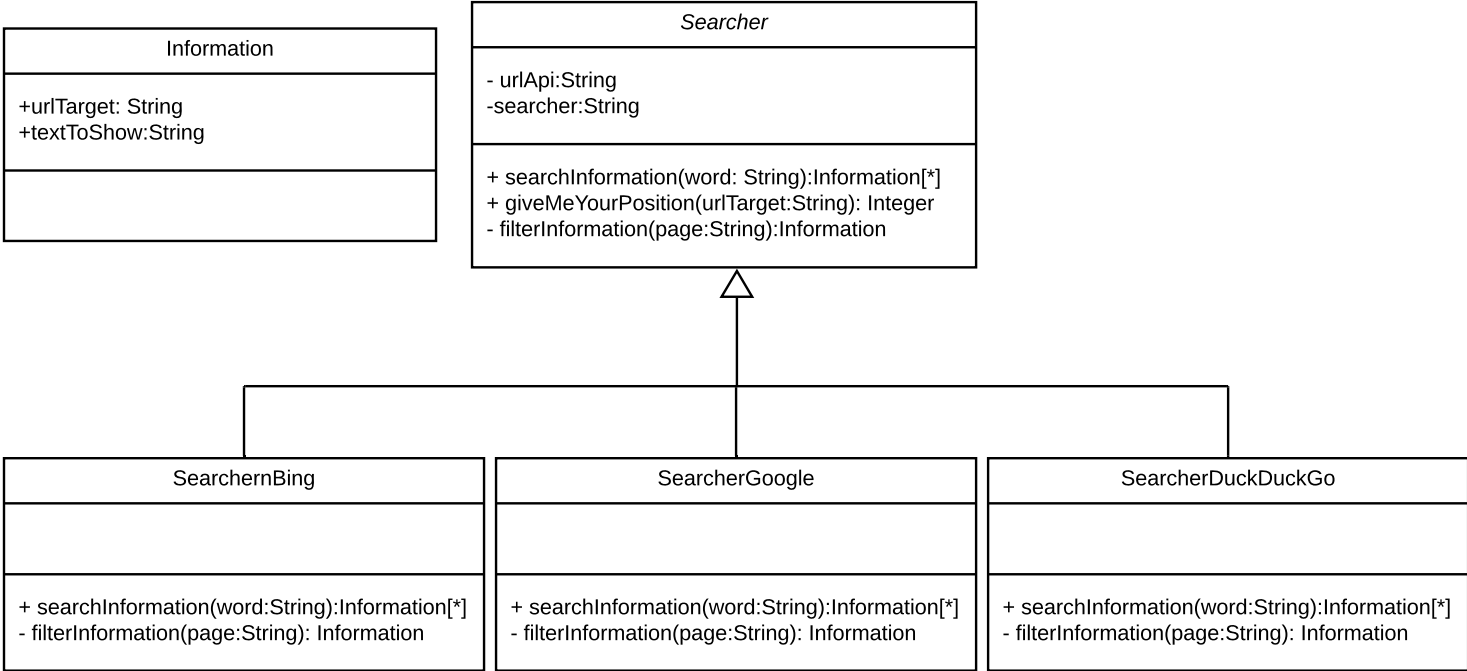 Information
+urlTarget: String
+textToShow:String
Searcher
- urlApi:String
-searcher:String
+ searchInformation(word: String):Information[*]
+ giveMeYourPosition(urlTarget:String): Integer
- filterInformation(page:String):Information
SearchernBing
+ searchInformation(word:String):Information[*]
- filterInformation(page:String): Information
SearcherGoogle
+ searchInformation(word:String):Information[*]
- filterInformation(page:String): Information
SearcherDuckDuckGo
+ searchInformation(word:String):Information[*]
- filterInformation(page:String): Information